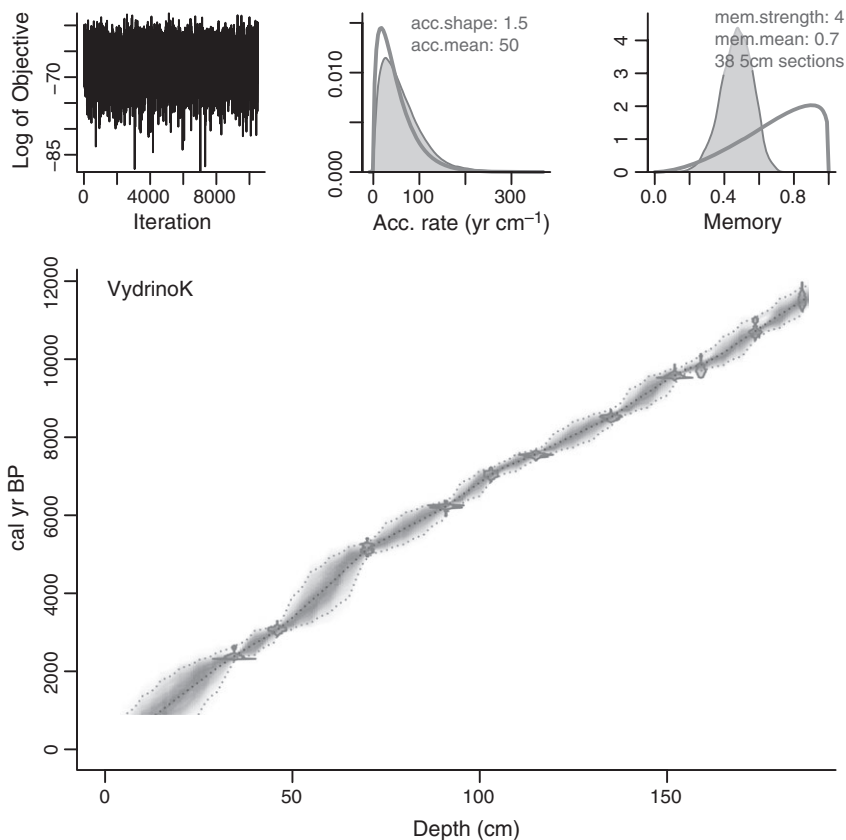 Log of Objective
−70
−85
0
4000
10000
Iteration
acc.shape: 1.5
acc.mean: 50
0.010
0.000
0
100
300
Acc. rate (yr cm−1)
mem.strength: 4
mem.mean: 0.7
38 5cm sections
4
3
2
1
0
0.0
0.4
0.8
Memory
VydrinoK
12000
10000
8000
6000
4000
2000
0
cal yr BP
0
50
100
150
Depth (cm)